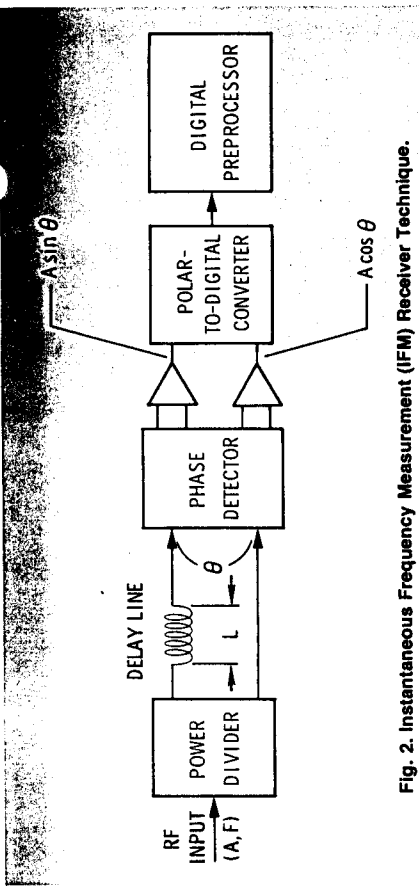 RF
INPUT
(A, F)
POWER
DIVIDER
DELAY LINE
L
θ
PHASE
DETECTOR
A sin θ
A cos θ
POLAR-
TO-DIGITAL
CONVERTER
DIGITAL
PREPROCESSOR
Fig. 2. Instantaneous Frequency Measurement (IFM) Receiver Technique.